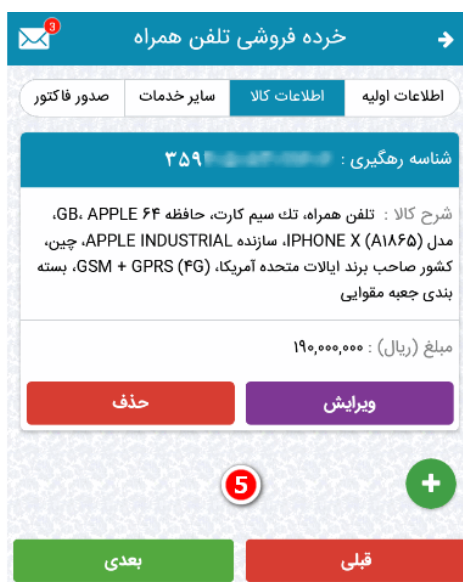 3
خرده فروشی تلفن همراه
اطلاعات اولیه
اطلاعات کالا
سایر خدمات
صدور فاکتور
شناسه رهگیری : ۳۵۹
شرح کالا : تلفن همراه، تك سیم کارت، حافظه ۶۴ GB، APPLE،
مدل IPHONE X (A۱۸۶۵)، سازنده APPLE INDUSTRIAL، چین،
کشور صاحب برند ایالات متحده آمریکا، GSM + GPRS (۴G)، بسته
بندی جعبه مقوایی
مبلغ (ریال) : ۱۹۰,۰۰۰,۰۰۰
ویرایش
حذف
5
+
قبلی
بعدی